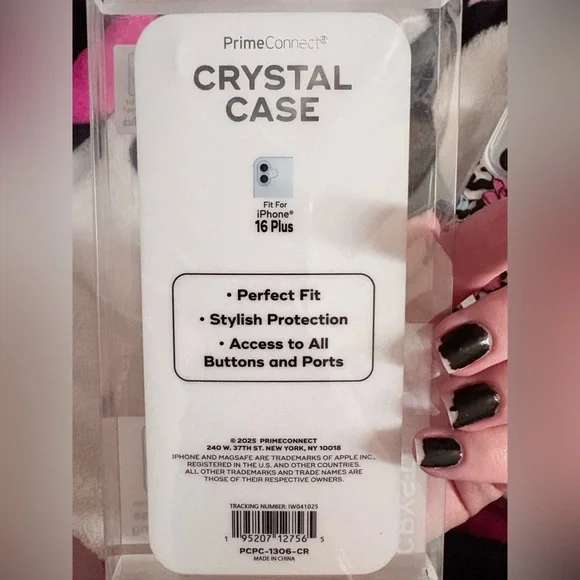 PrimeConnect
CRYSTAL
CASE
Fit For
iPhone®
16 Plus
• Perfect Fit
• Stylish Protection
• Access to All
Buttons and Ports
© 2025 PRIMECONNECT
240 W. 37TH ST. NEW YORK, NY 10018
IPHONE AND MAGSAFE ARE TRADEMARKS OF APPLE INC.,
REGISTERED IN THE U.S. AND OTHER COUNTRIES.
ALL OTHER TRADEMARKS AND TRADE NAMES ARE
THOSE OF THEIR RESPECTIVE OWNERS.
TRACKING NUMBER: IW041025
1 95207 12756 5
PCPC-1306-CR
MADE IN CHINA